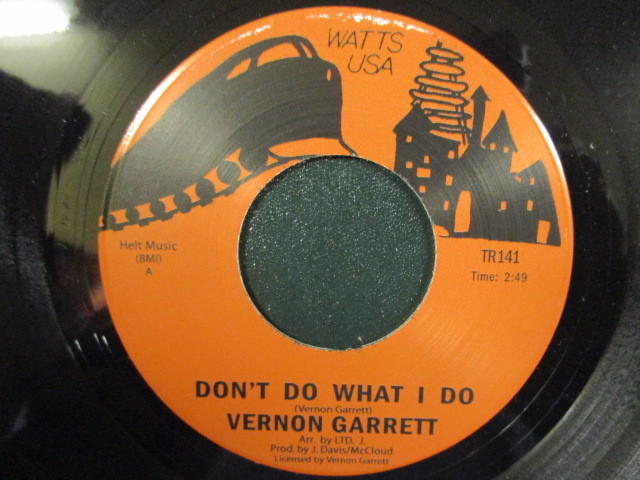 WATTS
USA
Helt Music
(BMI)
A
TR141
Time: 2:49
DON'T DO WHAT I DO
(Vernon Garrett)
VERNON GARRETT
Arr. by LTD. J.
Prod. by J. Davis/McCloud
Licensed by Vernon Garrett